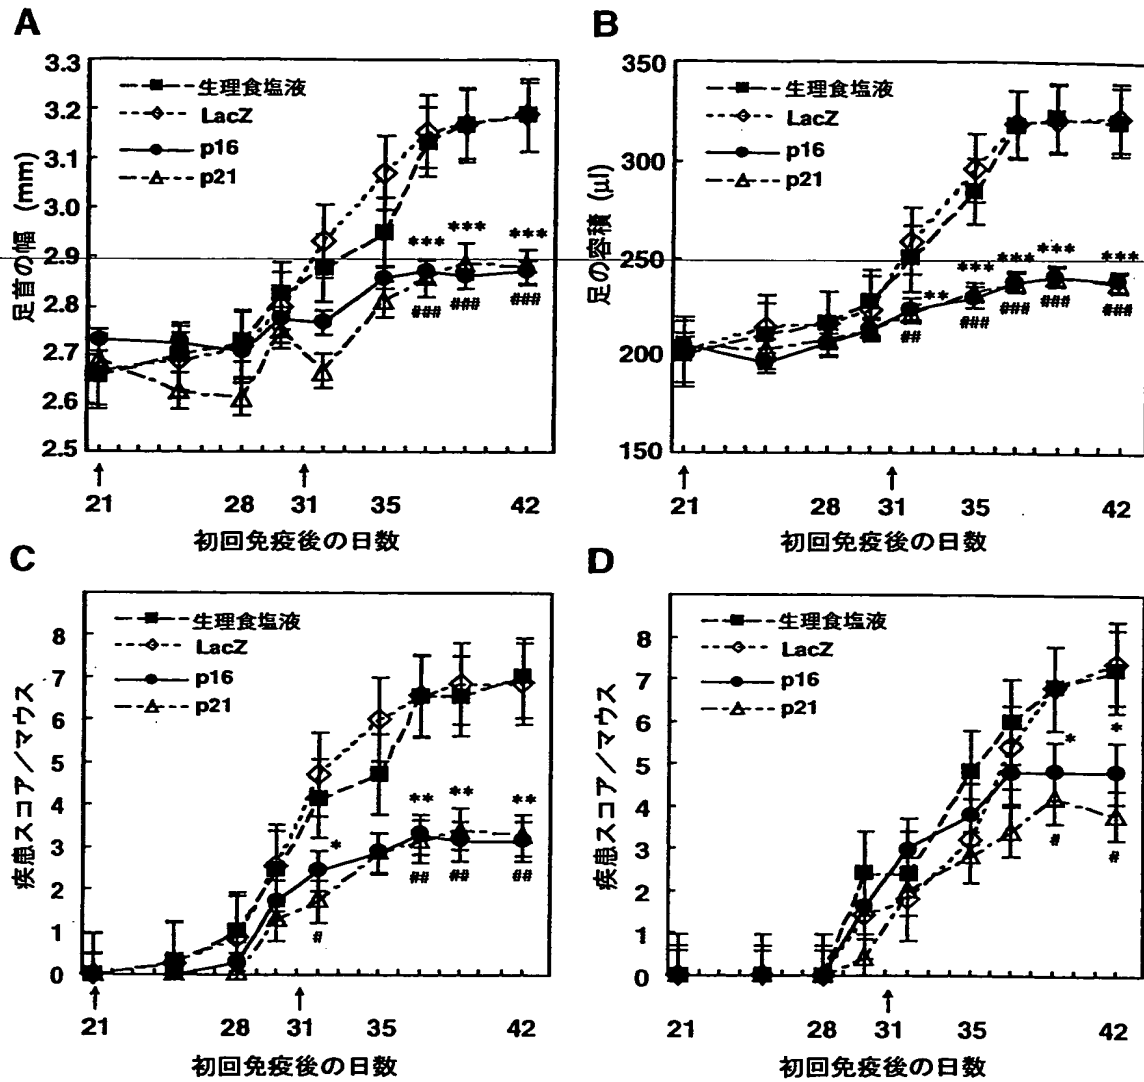 A
足首の幅 (mm)
3.3
3.2
3.1
3.0
2.9
2.8
2.7
2.6
2.5
生理食塩液
LacZ
p16
p21
*** *** ***
### ### ###
↑ ↑
21 28 31 35 42
初回免疫後の日数
B
足の容積 (μl)
350
300
250
200
150
生理食塩液
LacZ
p16
p21
** *** *** *** ***
## ### ### ### ###
↑ ↑
21 28 31 35 42
初回免疫後の日数
C
疾患スコア/マウス
8
7
6
5
4
3
2
1
0
生理食塩液
LacZ
p16
p21
* ** ** **
# ## ## ##
↑ ↑
21 28 31 35 42
初回免疫後の日数
D
疾患スコア/マウス
8
7
6
5
4
3
2
1
0
生理食塩液
LacZ
p16
p21
* *
# #
↑
21 28 31 35 42
初回免疫後の日数